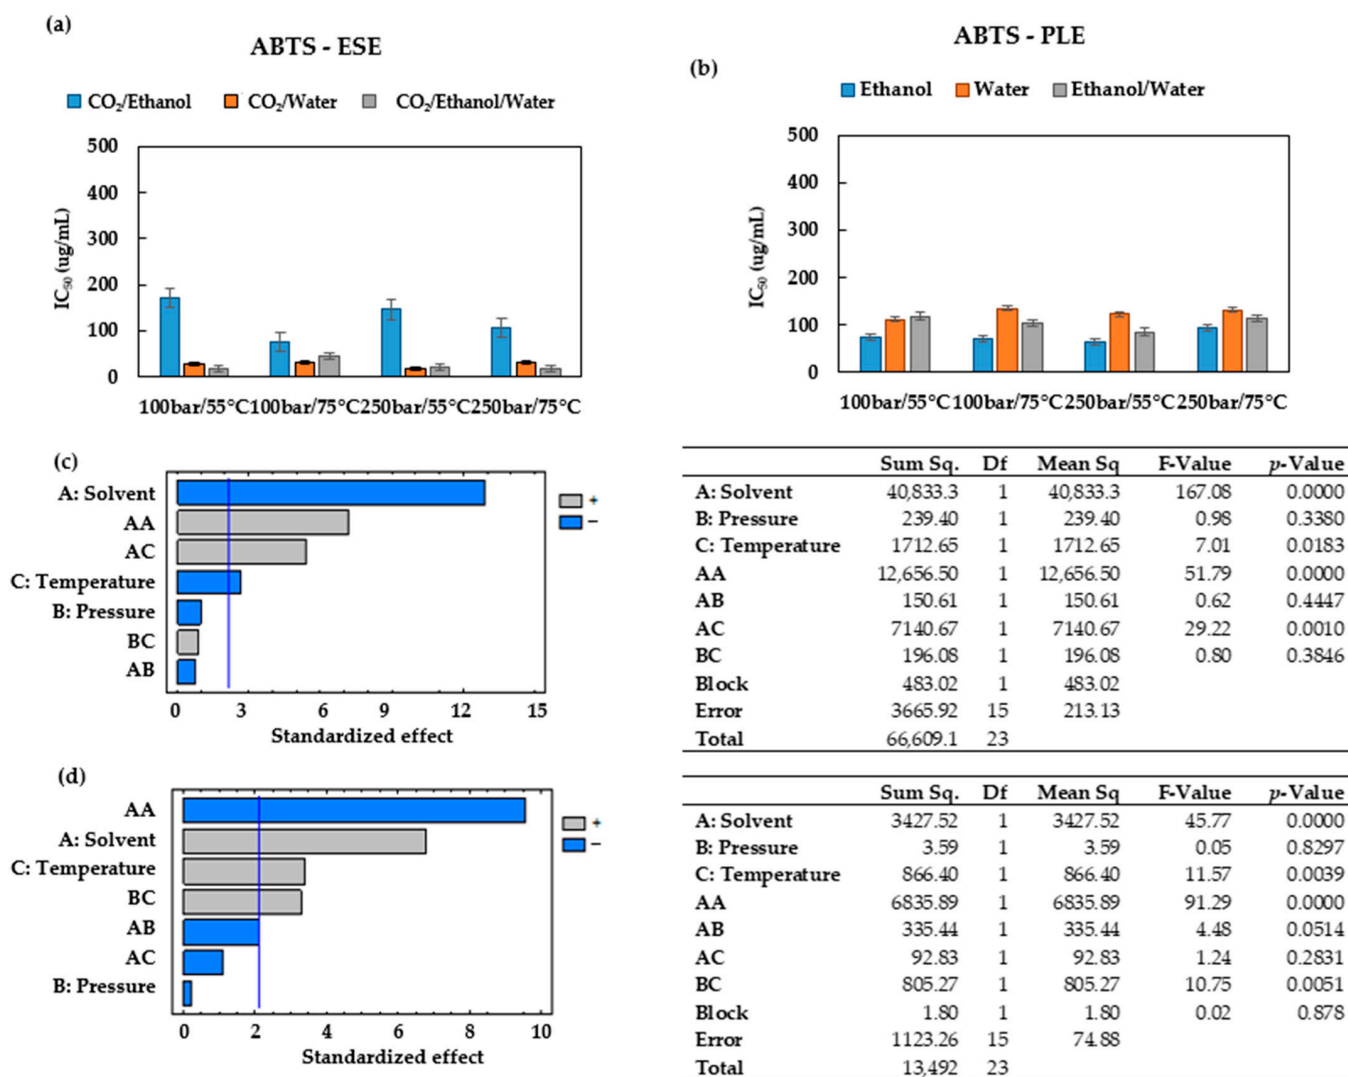 (a)
ABTS - ESE
CO₂/Ethanol CO₂/Water CO₂/Ethanol/Water
500
400
300
200
100
0
IC₅₀ (ug/mL)
100bar/55°C 100bar/75°C 250bar/55°C 250bar/75°C
ABTS - PLE
(b)
Ethanol Water Ethanol/Water
500
400
300
200
100
0
IC₅₀ (ug/mL)
100bar/55°C 100bar/75°C 250bar/55°C 250bar/75°C
(c)
A: Solvent
AA
AC
C: Temperature
B: Pressure
BC
AB
+
−
0 3 6 9 12 15
Standardized effect
Sum Sq. Df Mean Sq F-Value p-Value
A: Solvent 40,833.3 1 40,833.3 167.08 0.0000
B: Pressure 239.40 1 239.40 0.98 0.3380
C: Temperature 1712.65 1 1712.65 7.01 0.0183
AA 12,656.50 1 12,656.50 51.79 0.0000
AB 150.61 1 150.61 0.62 0.4447
AC 7140.67 1 7140.67 29.22 0.0010
BC 196.08 1 196.08 0.80 0.3846
Block 483.02 1 483.02
Error 3665.92 15 213.13
Total 66,609.1 23
(d)
AA
A: Solvent
C: Temperature
BC
AB
AC
B: Pressure
+
−
0 2 4 6 8 10
Standardized effect
Sum Sq. Df Mean Sq F-Value p-Value
A: Solvent 3427.52 1 3427.52 45.77 0.0000
B: Pressure 3.59 1 3.59 0.05 0.8297
C: Temperature 866.40 1 866.40 11.57 0.0039
AA 6835.89 1 6835.89 91.29 0.0000
AB 335.44 1 335.44 4.48 0.0514
AC 92.83 1 92.83 1.24 0.2831
BC 805.27 1 805.27 10.75 0.0051
Block 1.80 1 1.80 0.02 0.878
Error 1123.26 15 74.88
Total 13,492 23